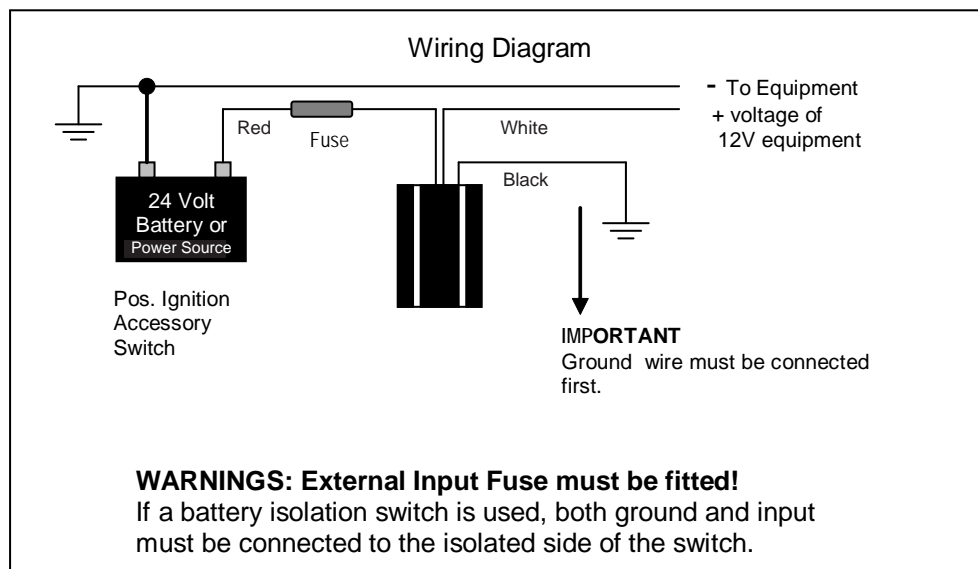 Wiring Diagram
- To Equipment
+ voltage of
12V equipment
Red
Fuse
White
Black
24 Volt
Battery or
Power Source
Pos. Ignition
Accessory
Switch
IMPORTANT
Ground wire must be connected
first.
WARNINGS: External Input Fuse must be fitted!
If a battery isolation switch is used, both ground and input
must be connected to the isolated side of the switch.